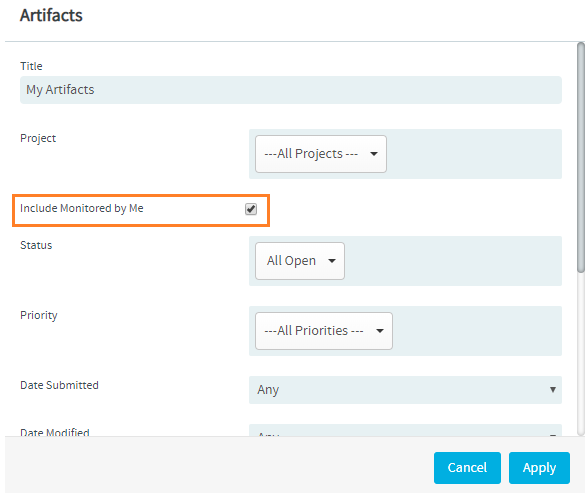 Artifacts
Title
My Artifacts
Project
---All Projects ---
Include Monitored by Me
Status
All Open
Priority
---All Priorities ---
Date Submitted
Any
Date Modified
Any
Cancel
Apply